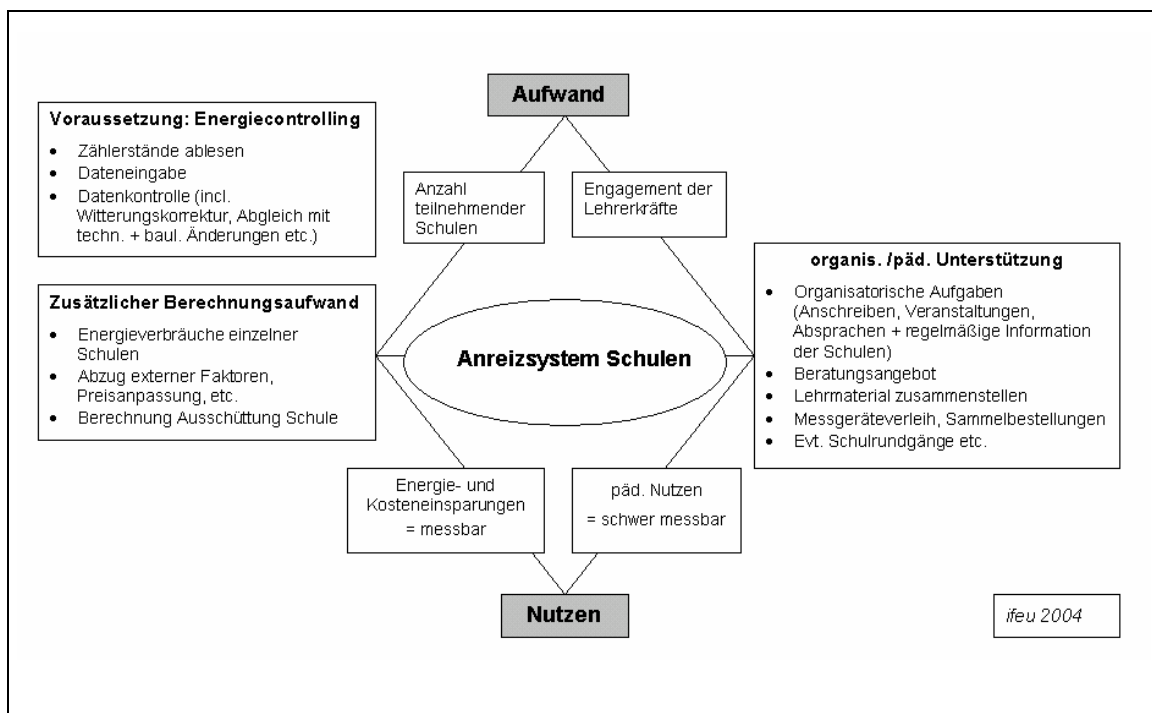 Aufwand
Voraussetzung: Energiecontrolling
• Zählerstände ablesen
• Dateneingabe
• Datenkontrolle (incl.
Witterungskorrektur, Abgleich mit
techn. + baul. Änderungen etc.)
Anzahl
teilnehmender
Schulen
Engagement der
Lehrerkräfte
Zusätzlicher Berechnungsaufwand
• Energieverbräuche einzelner
Schulen
• Abzug externer Faktoren,
Preisanpassung, etc.
• Berechnung Ausschüttung Schule
Anreizsystem Schulen
organis. /päd. Unterstützung
• Organisatorische Aufgaben
(Anschreiben, Veranstaltungen,
Absprachen + regelmäßige Information
der Schulen)
• Beratungsangebot
• Lehrmaterial zusammenstellen
• Messgeräteverleih, Sammelbestellungen
• Evt. Schulrundgänge etc.
Energie- und
Kosteneinsparungen
= messbar
päd. Nutzen
= schwer messbar
Nutzen
ifeu 2004